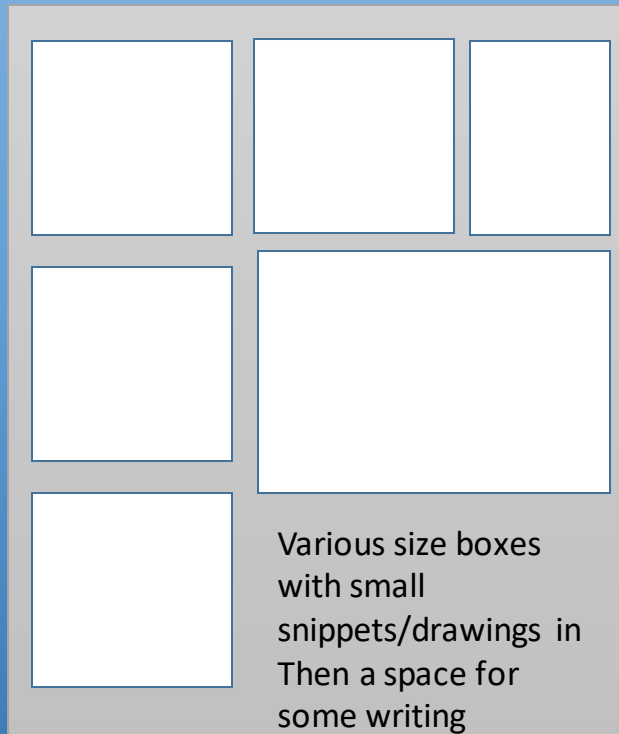 Various size boxes
with small
snippets/drawings in
Then a space for
some writing